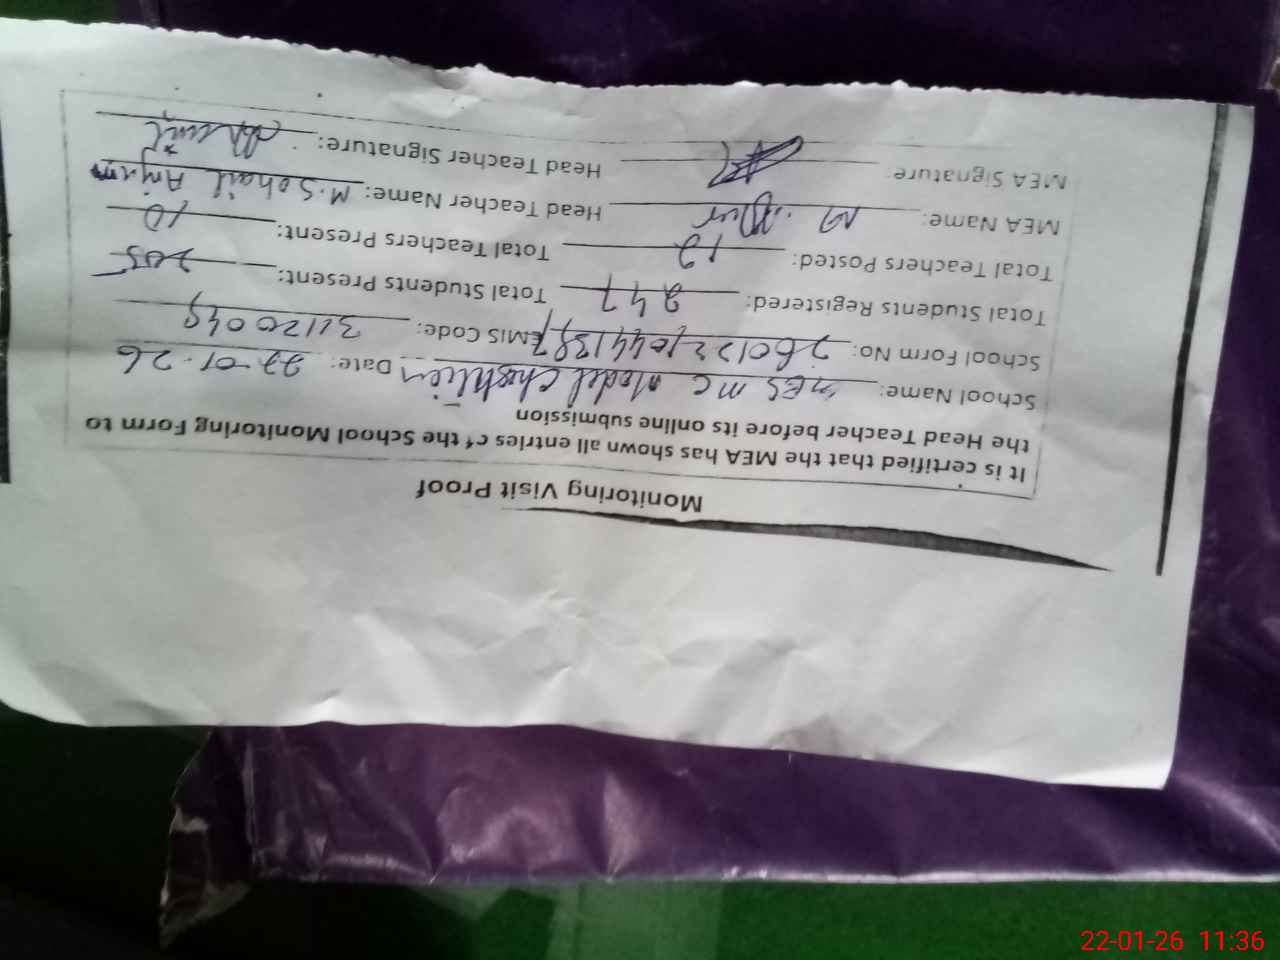 Monitoring Visit Proof
It is certified that the MEA has shown all entries of the School Monitoring Form to
the Head Teacher before its online submission
School Name: MC Model Date: 22-01-26
School Form No: EMIS Code: 31120049
Total Students Registered: 247 Total Students Present: 205
Total Teachers Posted: 12 Total Teachers Present: 10
MEA Name: M. Head Teacher Name: M. Sohail Anjum
MEA Signature: Head Teacher Signature:
22-01-26 11:36